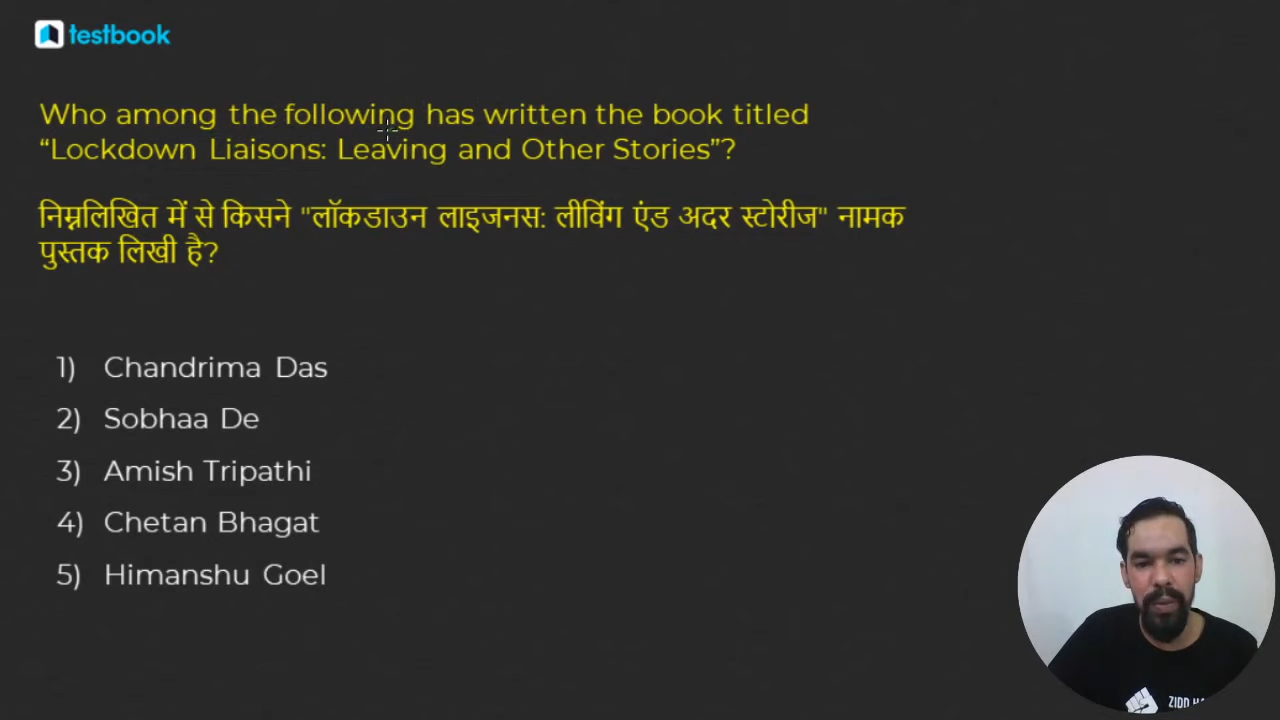 testbook
Who among the following has written the book titled
“Lockdown Liaisons: Leaving and Other Stories”?
निम्नलिखित में से किसने "लॉकडाउन लाइजनस: लीविंग एंड अदर स्टोरीज" नामक
पुस्तक लिखी है?
1) Chandrima Das
2) Sobhaa De
3) Amish Tripathi
4) Chetan Bhagat
5) Himanshu Goel
ZIDD